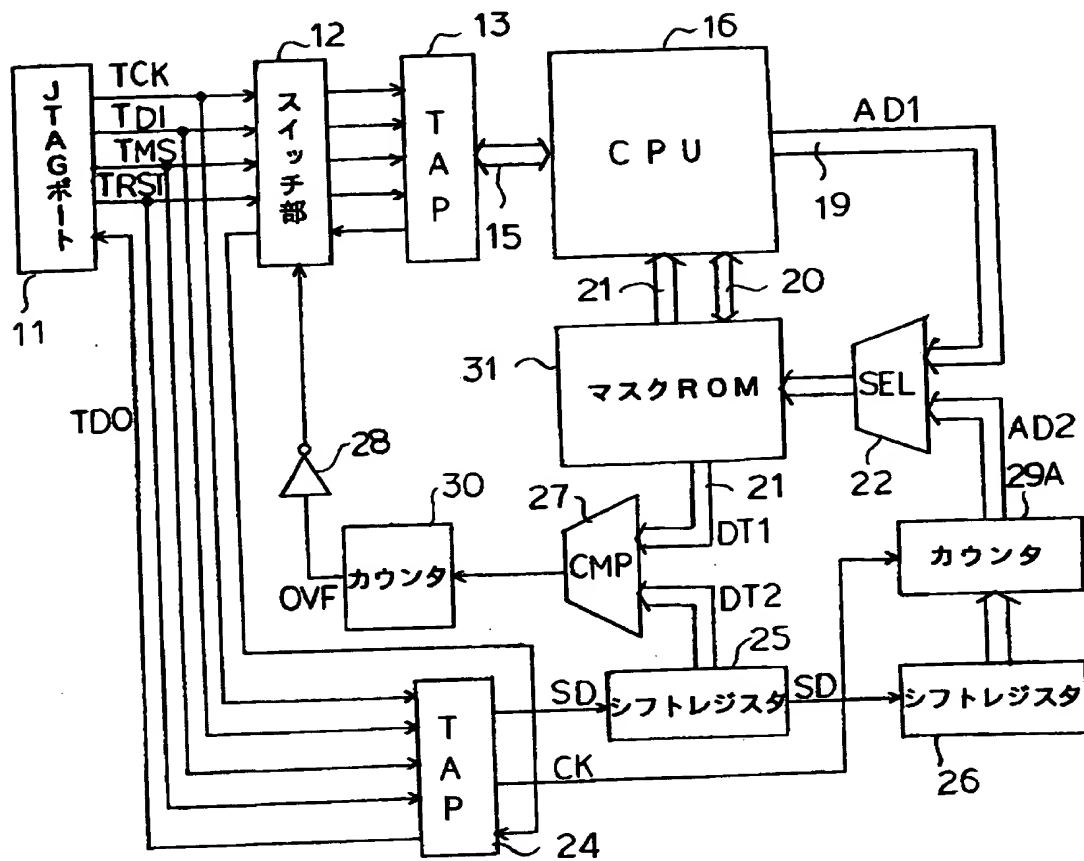 12
13
16
TCK
TDI
TMS
TRST
JTAGポート
スイッチ部
TAP
CPU
AD1
19
15
11
21
20
31
マスクROM
SEL
22
AD2
29A
TDO
28
30
27
21
DT1
カウンタ
CMP
カウンタ
OVF
DT2
25
SD
シフトレジスタ
SD
シフトレジスタ
TAP
CK
26
24